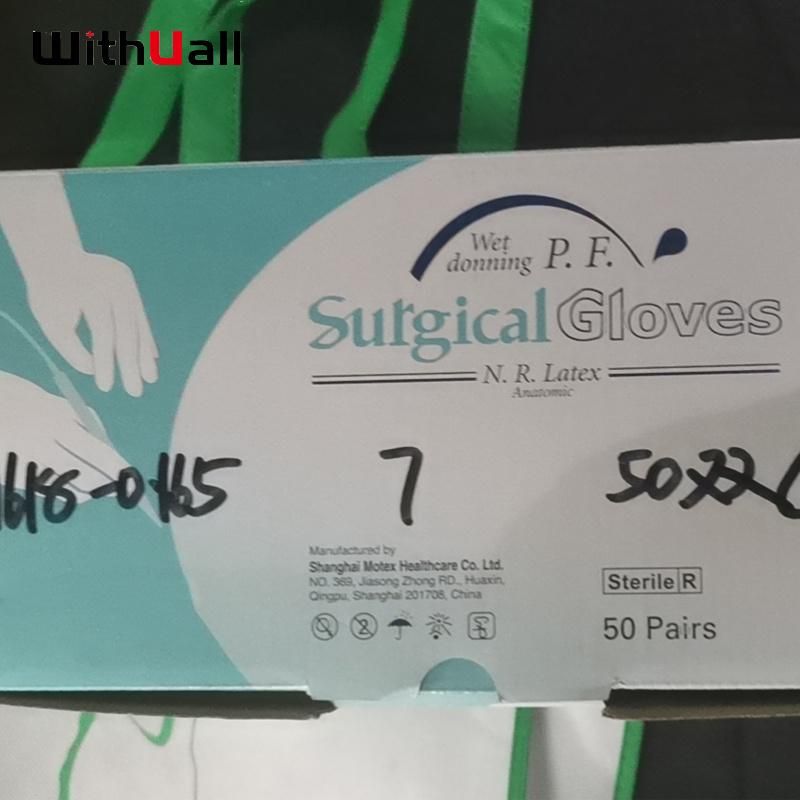 WithUall
Wet
donning P. F.
Surgical Gloves
N. R. Latex
Anatomic
7
Manufactured by
Shanghai Motex Healthcare Co. Ltd.
NO. 369, Jiasong Zhong RD., Huaxin,
Qingpu, Shanghai 201708, China
Sterile R
50 Pairs